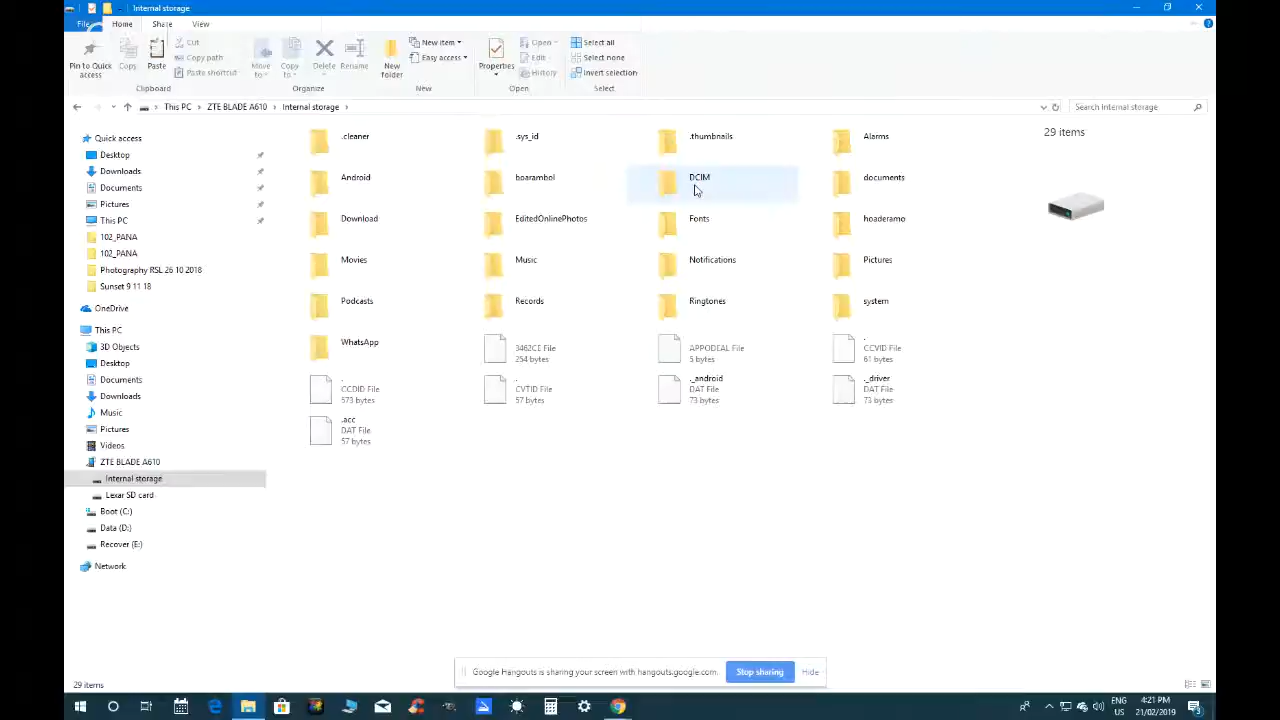 Internal storage
File Home Share View
Pin to Quick access
Copy
Paste
Cut
Copy path
Paste shortcut
Clipboard
Move to
Copy to
Delete
Rename
Organize
New folder
New item
Easy access
New
Properties
Open
Edit
History
Open
Select all
Select none
Invert selection
Select
This PC > ZTE BLADE A610 > Internal storage >
Search Internal storage
Quick access
Desktop
Downloads
Documents
Pictures
This PC
102_PANA
102_PANA
Photography RSL 26 10 2018
Sunset 9 11 18
OneDrive
This PC
3D Objects
Desktop
Documents
Downloads
Music
Pictures
Videos
ZTE BLADE A610
Internal storage
Lexar SD card
Boot (C:)
Data (D:)
Recover (E:)
Network
.cleaner .sys_id .thumbnails Alarms
Android boarambol DCIM documents
Download EditedOnlinePhotos Fonts hoaderamo
Movies Music Notifications Pictures
Podcasts Records Ringtones system
WhatsApp
3462CE File
254 bytes
APPODEAL File
5 bytes
.
CCVID File
61 bytes
.
CCDID File
573 bytes
.
CVTID File
57 bytes
._android
DAT File
73 bytes
._driver
DAT File
73 bytes
.acc
DAT File
57 bytes
29 items
Google Hangouts is sharing your screen with hangouts.google.com.
Stop sharing
Hide
29 items
ENG
US
4:21 PM
21/02/2019
3